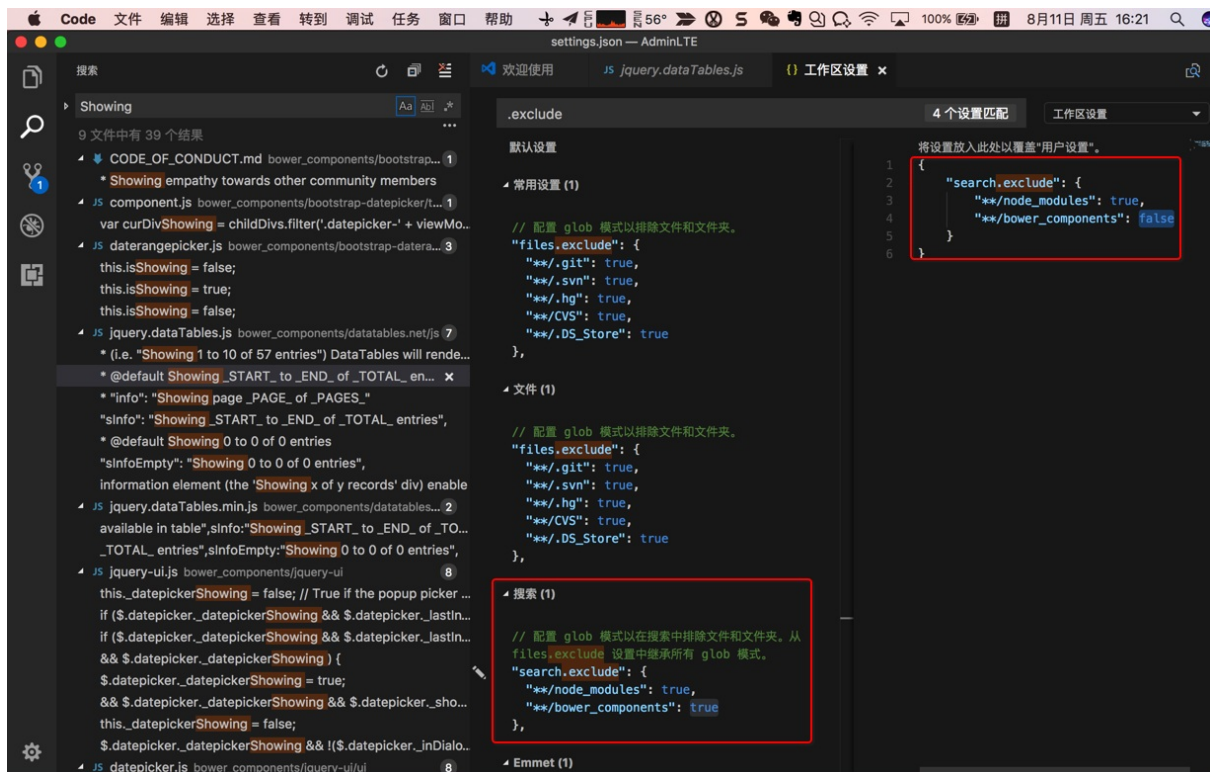 Code 文件 编辑 选择 查看 转到 调试 任务 窗口 帮助 56° 100% 拼 8月11日 周五 16:21
settings.json — AdminLTE
搜索
欢迎使用
JS jquery.dataTables.js
{} 工作区设置 ×
Showing
Aa Abl .*
9 文件中有 39 个结果
CODE_OF_CONDUCT.md bower_components/bootstrap... 1
* Showing empathy towards other community members
JS component.js bower_components/bootstrap-datepicker/t... 1
var curDivShowing = childDivs.filter('.datepicker-' + viewMo...
JS daterangepicker.js bower_components/bootstrap-datera... 3
this.isShowing = false;
this.isShowing = true;
this.isShowing = false;
JS jquery.dataTables.js bower_components/datatables.net/js 7
* (i.e. "Showing 1 to 10 of 57 entries") DataTables will rende...
* @default Showing _START_ to _END_ of _TOTAL_ en... ×
* "info": "Showing page _PAGE_ of _PAGES_"
"sInfo": "Showing _START_ to _END_ of _TOTAL_ entries",
* @default Showing 0 to 0 of 0 entries
"sInfoEmpty": "Showing 0 to 0 of 0 entries",
information element (the 'Showing x of y records' div) enable
JS jquery.dataTables.min.js bower_components/datatables... 2
available in table",sInfo:"Showing _START_ to _END_ of _TO...
_TOTAL_ entries",sInfoEmpty:"Showing 0 to 0 of 0 entries",
JS jquery-ui.js bower_components/jquery-ui 8
this._datepickerShowing = false; // True if the popup picker ...
if ($.datepicker._datepickerShowing && $.datepicker._lastIn...
if ($.datepicker._datepickerShowing && $.datepicker._lastIn...
&& $.datepicker._datepickerShowing ) {
$.datepicker._datepickerShowing = true;
&& $.datepicker._datepickerShowing && $.datepicker._sho...
this._datepickerShowing = false;
$.datepicker._datepickerShowing && !($.datepicker._inDialo...
JS datepicker.js bower_components/jquery-ui/ui 8
1
.exclude
4 个设置匹配
工作区设置
默认设置
常用设置 (1)
// 配置 glob 模式以排除文件和文件夹。
"files.exclude": {
"**/.git": true,
"**/.svn": true,
"**/.hg": true,
"**/CVS": true,
"**/.DS_Store": true
},
文件 (1)
// 配置 glob 模式以排除文件和文件夹。
"files.exclude": {
"**/.git": true,
"**/.svn": true,
"**/.hg": true,
"**/CVS": true,
"**/.DS_Store": true
},
搜索 (1)
// 配置 glob 模式以在搜索中排除文件和文件夹。从
files.exclude 设置中继承所有 glob 模式。
"search.exclude": {
"**/node_modules": true,
"**/bower_components": true
},
Emmet (1)
将设置放入此处以覆盖"用户设置"。
1 {
2 "search.exclude": {
3 "**/node_modules": true,
4 "**/bower_components": false
5 }
6 }